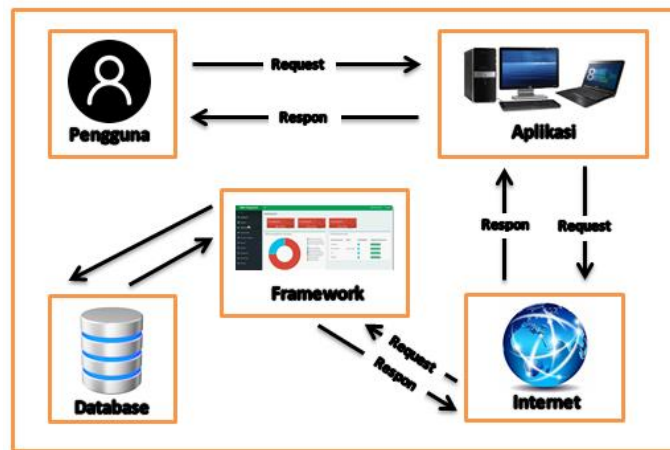 Request
Pengguna
Respon
Aplikasi
Respon
Request
Framework
Request
Respon
Database
Internet